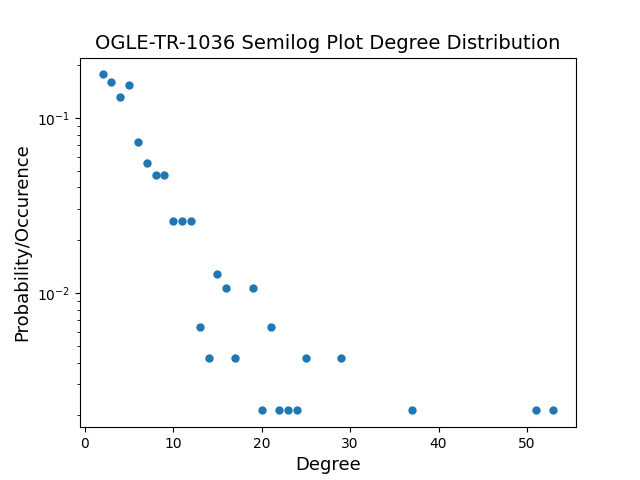 OGLE-TR-1036 Semilog Plot Degree Distribution
Probability/Occurence
10⁻¹
10⁻²
0 10 20 30 40 50
Degree